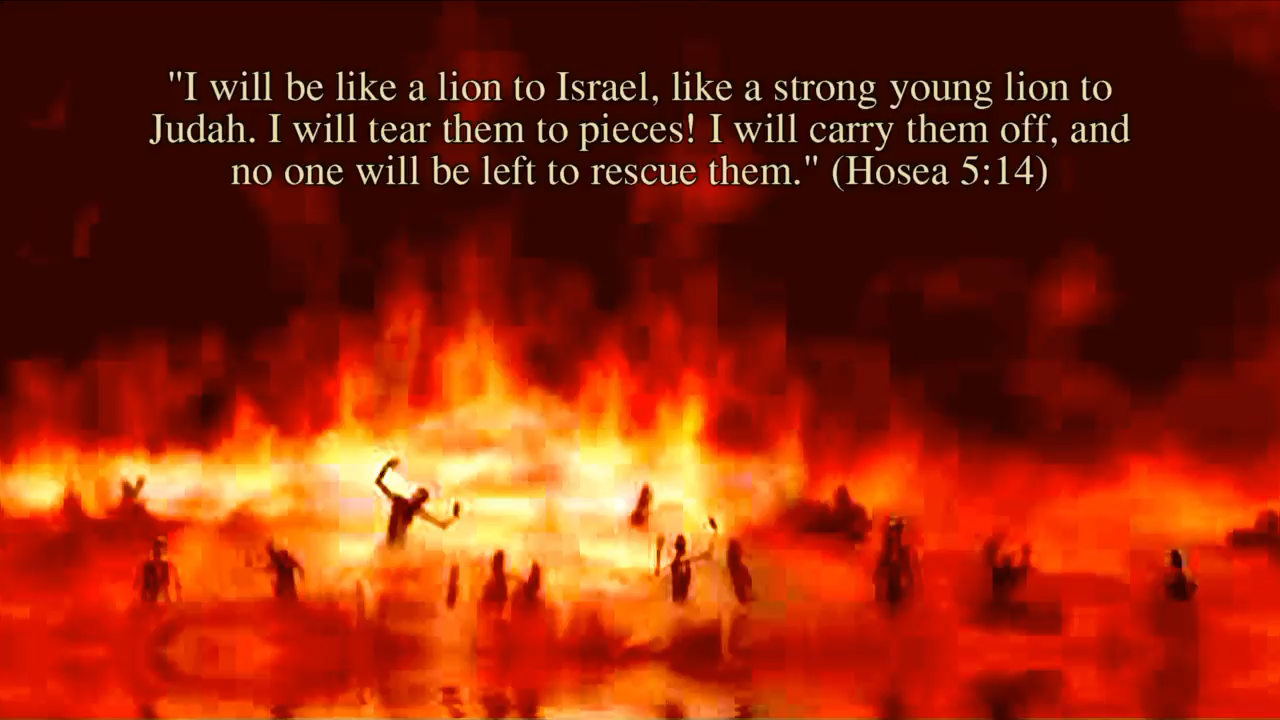 "I will be like a lion to Israel, like a strong young lion to
Judah. I will tear them to pieces! I will carry them off, and
no one will be left to rescue them." (Hosea 5:14)